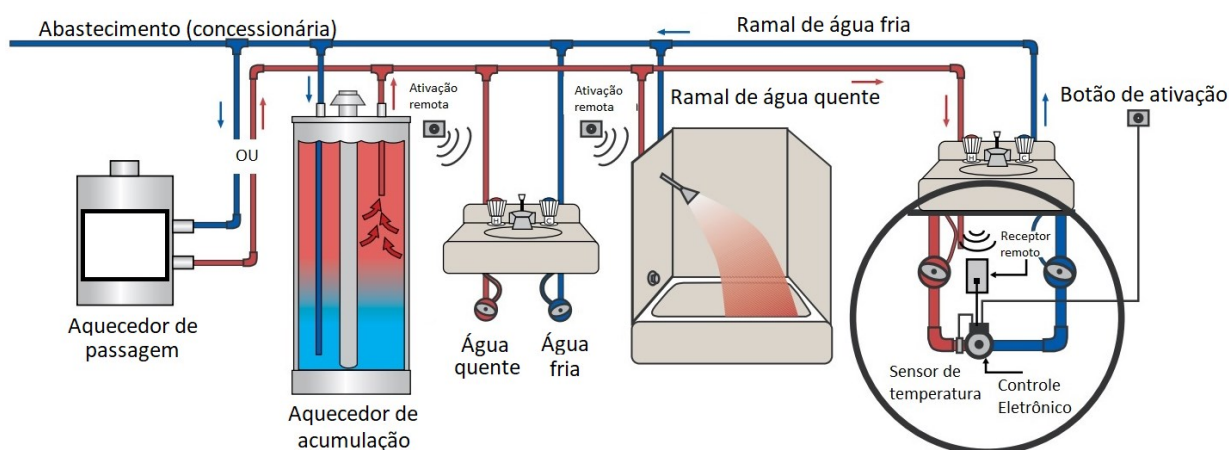 Abastecimento (concessionária)
Ramal de água fria
Ativação
remota
Ativação
remota
Ramal de água quente
Botão de ativação
OU
H
C
H
C
Receptor
remoto
Aquecedor de
passagem
Água
quente
Água
fria
Sensor de
temperatura
Controle
Eletrônico
Aquecedor de
acumulação